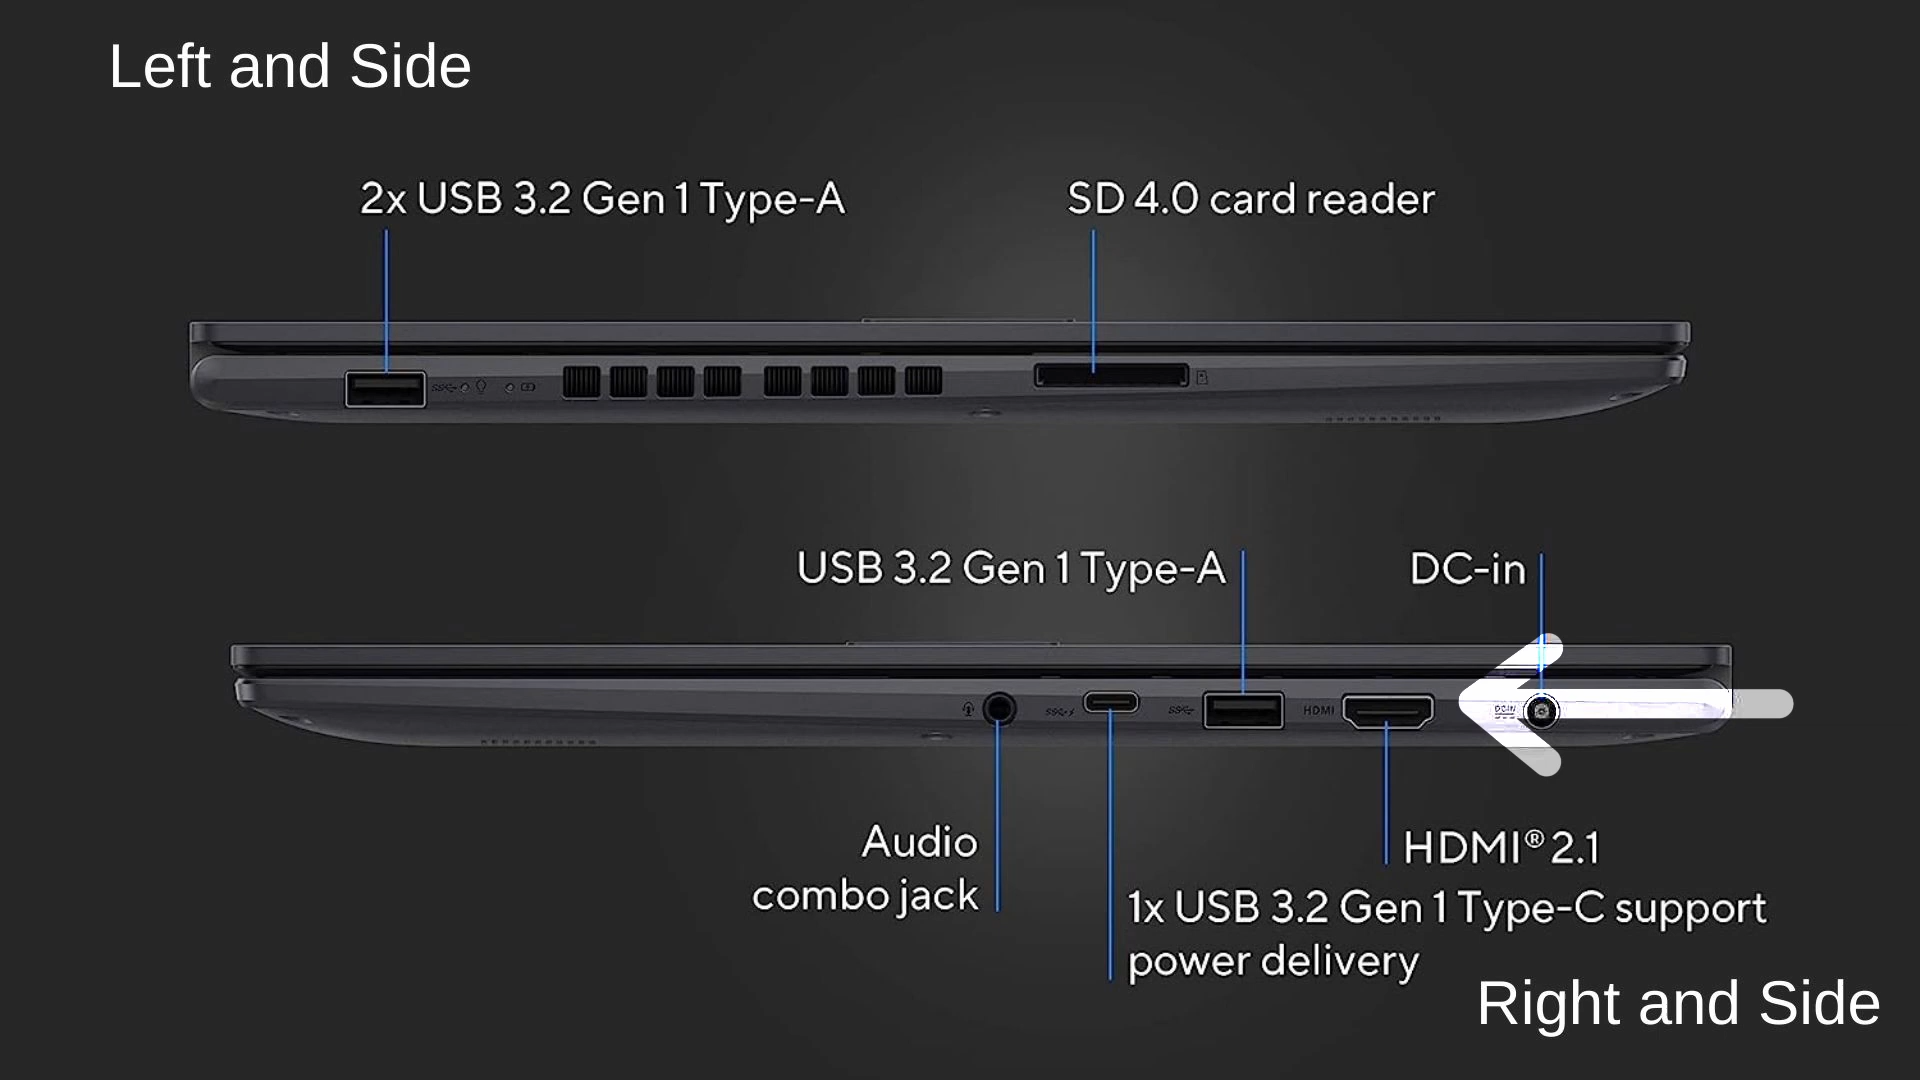 Left and Side
2x USB 3.2 Gen 1 Type-A
SD 4.0 card reader
USB 3.2 Gen 1 Type-A
DC-in
HDMI
DC IN
Audio
combo jack
HDMI® 2.1
1x USB 3.2 Gen 1 Type-C support
power delivery
Right and Side